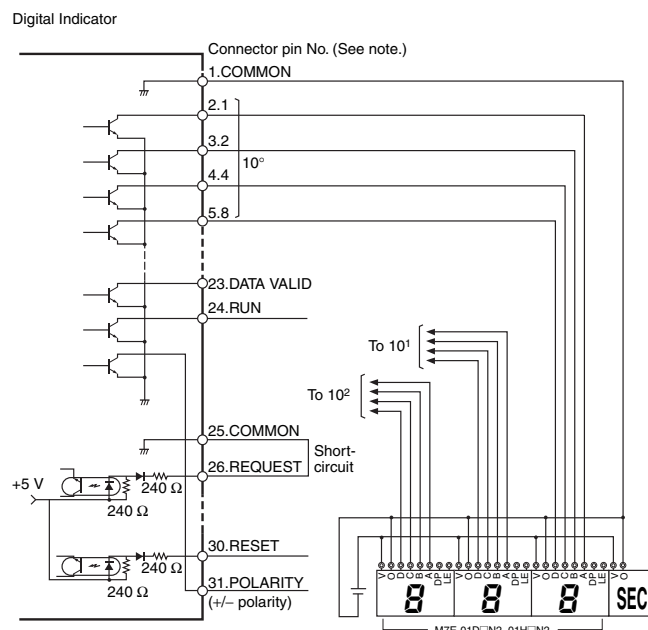 Digital Indicator
Connector pin No. (See note.)
1.COMMON
2.1
3.2
10°
4.4
5.8
23.DATA VALID
24.RUN
To 10¹
To 10²
25.COMMON
Short-
circuit
26.REQUEST
+5 V
240 Ω
240 Ω
30.RESET
240 Ω
240 Ω
31.POLARITY
(+/− polarity)
V O D C B A DP LE V O D C B A DP LE V O D C B A DP LE V O
8 8 8 SEC